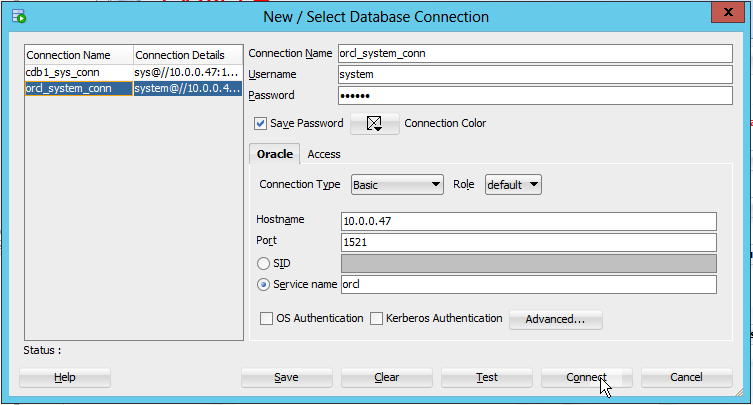 New / Select Database Connection
X
Connection Name Connection Details
cdb1_sys_conn sys@//10.0.0.47:1...
orcl_system_conn system@//10.0.0.4...
Connection Name orcl_system_conn
Username system
Password ••••••
Save Password Connection Color
Oracle Access
Connection Type Basic Role default
Hostname 10.0.0.47
Port 1521
SID
Service name orcl
OS Authentication Kerberos Authentication Advanced...
Status :
Help Save Clear Test Connect Cancel